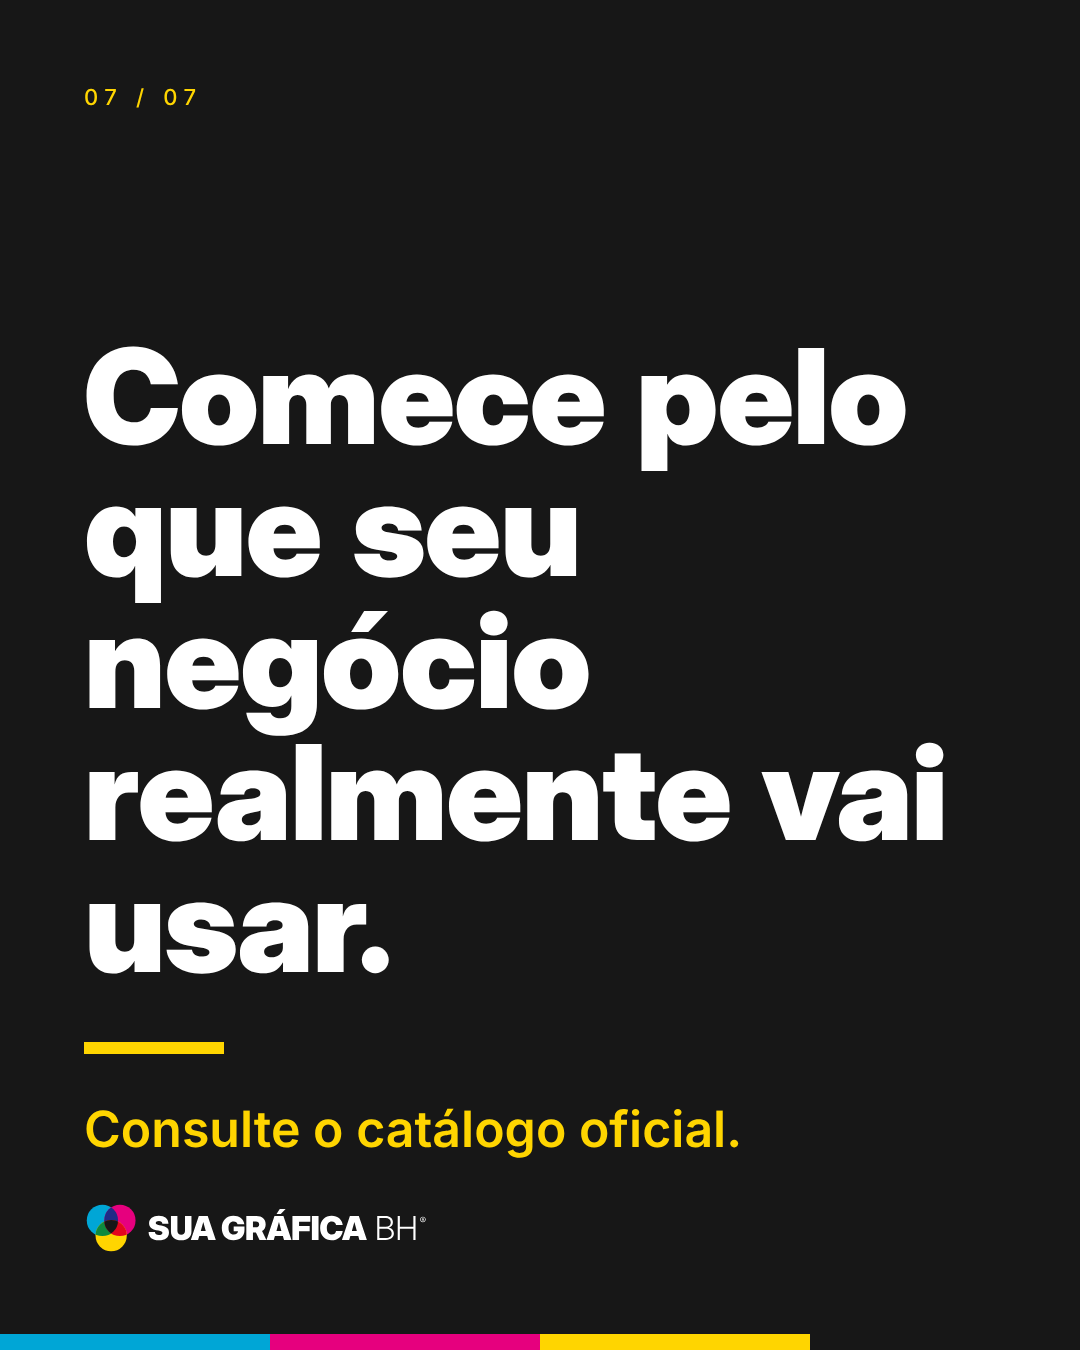 07 / 07
Comece pelo
que seu
negócio
realmente vai
usar.
Consulte o catálogo oficial.
SUA GRÁFICA BH®